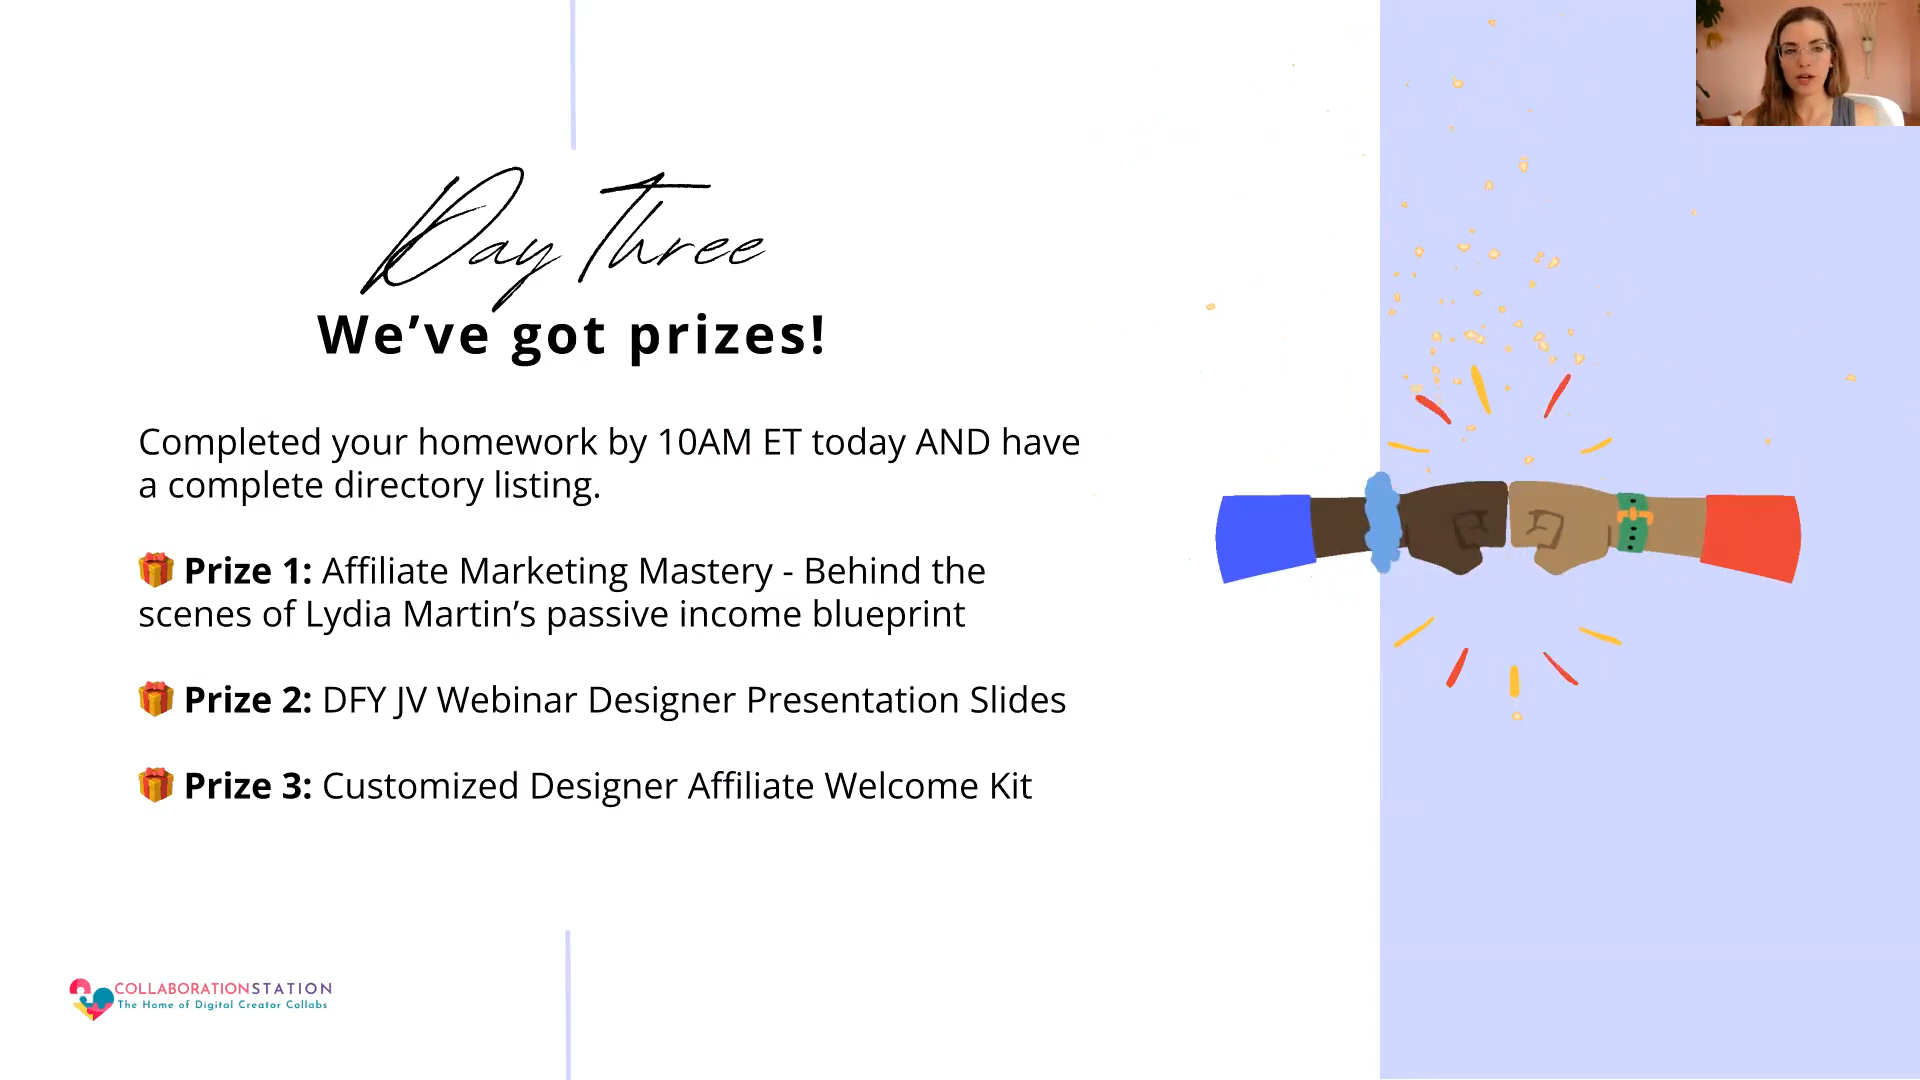 Day Three
We’ve got prizes!
Completed your homework by 10AM ET today AND have
a complete directory listing.
🎁 Prize 1: Affiliate Marketing Mastery - Behind the
scenes of Lydia Martin’s passive income blueprint
🎁 Prize 2: DFY JV Webinar Designer Presentation Slides
🎁 Prize 3: Customized Designer Affiliate Welcome Kit
COLLABORATIONSTATION
The Home of Digital Creator Collabs